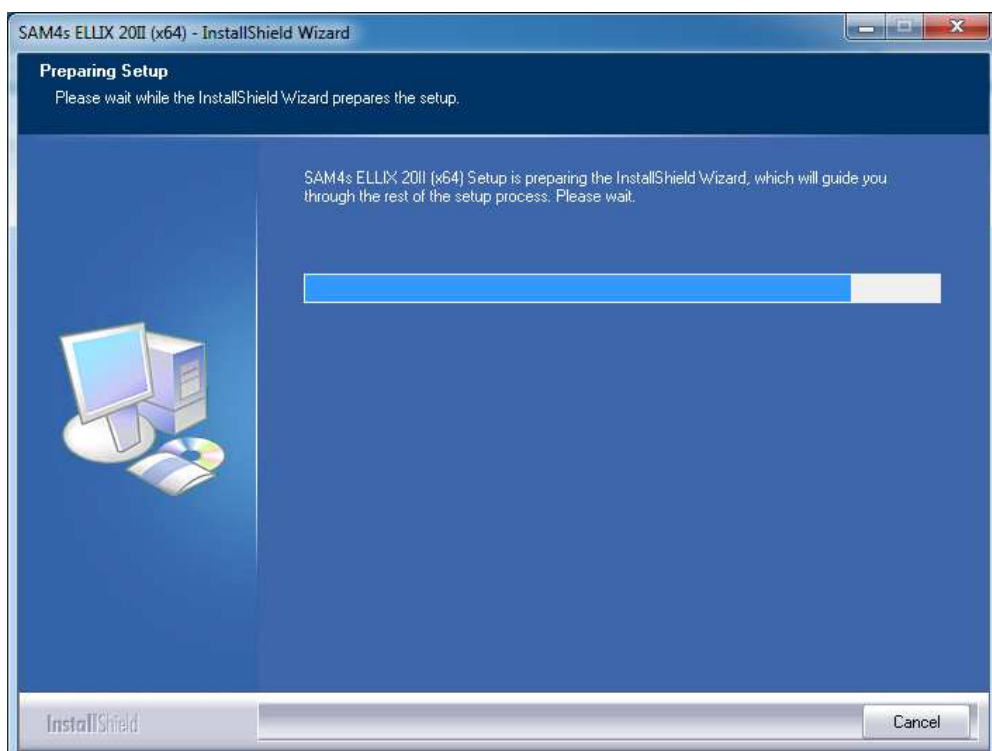 SAM4s ELLIX 20II (x64) - InstallShield Wizard
Preparing Setup
Please wait while the InstallShield Wizard prepares the setup.
SAM4s ELLIX 20II (x64) Setup is preparing the InstallShield Wizard, which will guide you
through the rest of the setup process. Please wait.
InstallShield
Cancel